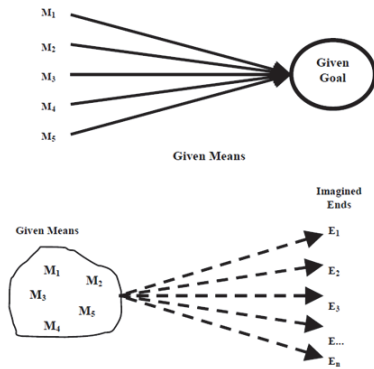 M1
M2
M3
M4
M5
Given
Goal
Given Means
Imagined
Ends
Given Means
M1
M2
M3
M5
M4
E1
E2
E3
E...
En